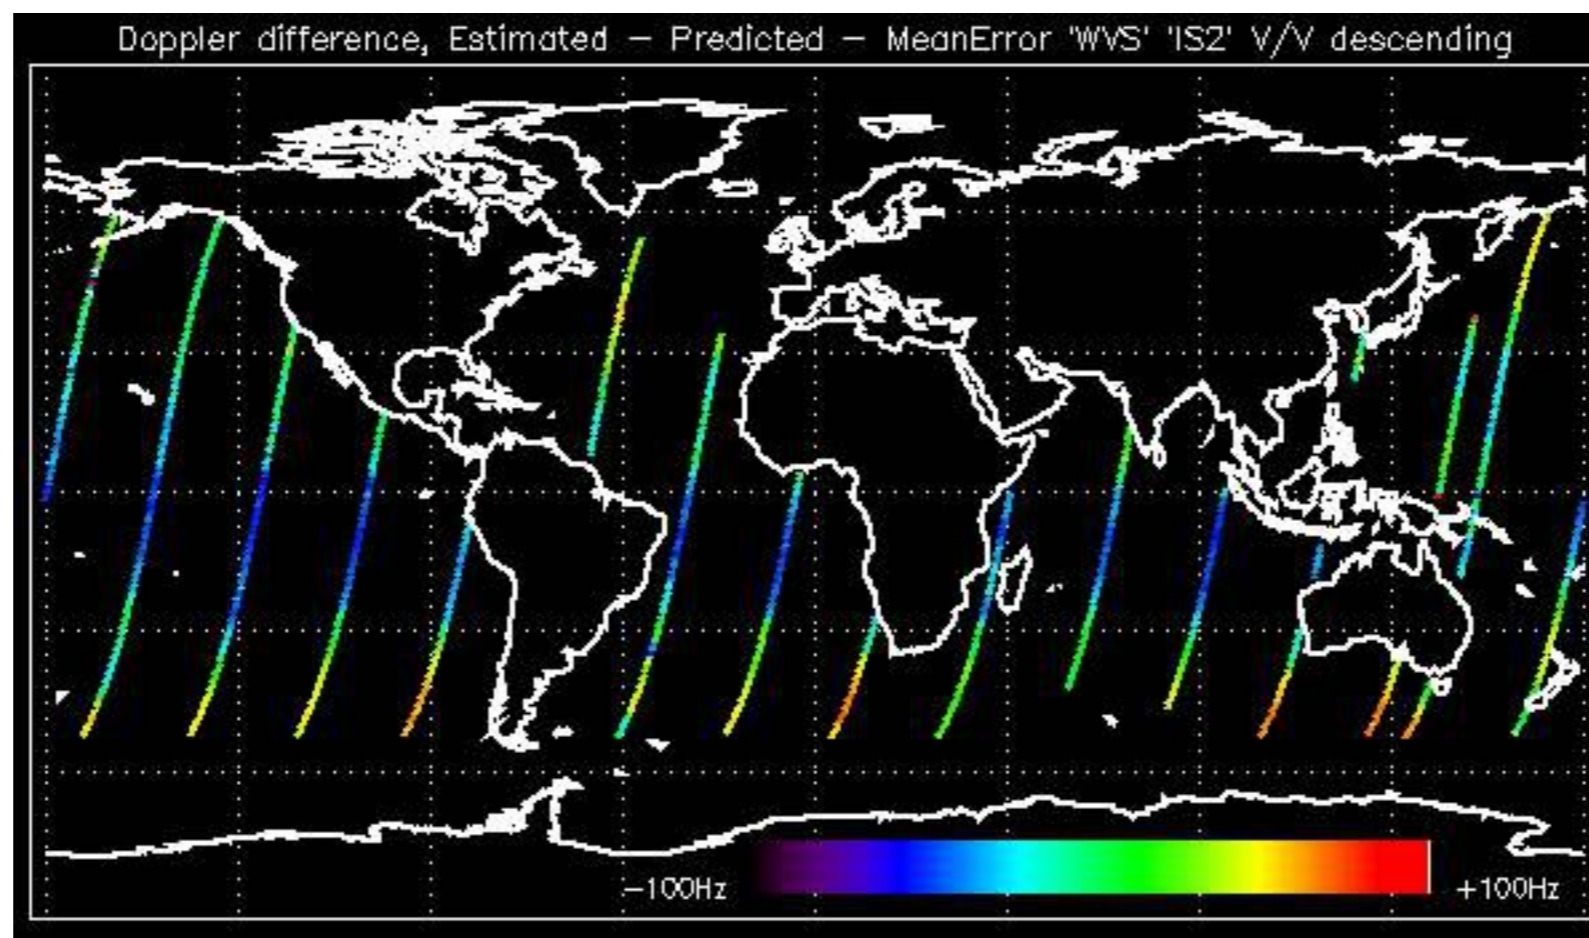 Doppler difference, Estimated – Predicted – MeanError 'WVS' 'IS2' V/V descending
−100Hz
+100Hz